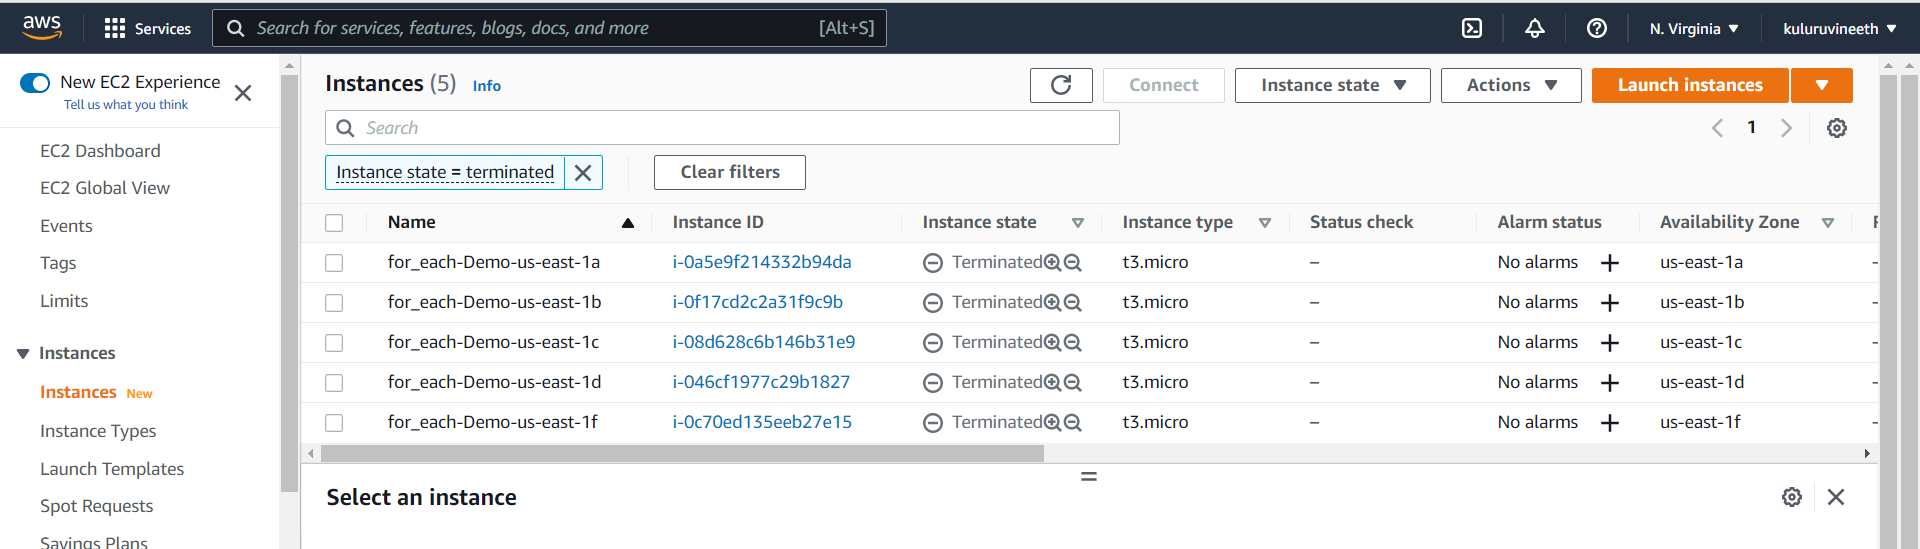 aws Services Search for services, features, blogs, docs, and more [Alt+S] N. Virginia kuluruvineeth
New EC2 Experience
Tell us what you think
EC2 Dashboard
EC2 Global View
Events
Tags
Limits
Instances
Instances New
Instance Types
Launch Templates
Spot Requests
Savings Plans
Instances (5) Info Connect Instance state Actions Launch instances
Search 1
Instance state = terminated Clear filters
Name Instance ID Instance state Instance type Status check Alarm status Availability Zone
for_each-Demo-us-east-1a i-0a5e9f214332b94da Terminated t3.micro – No alarms + us-east-1a –
for_each-Demo-us-east-1b i-0f17cd2c2a31f9c9b Terminated t3.micro – No alarms + us-east-1b –
for_each-Demo-us-east-1c i-08d628c6b146b31e9 Terminated t3.micro – No alarms + us-east-1c –
for_each-Demo-us-east-1d i-046cf1977c29b1827 Terminated t3.micro – No alarms + us-east-1d –
for_each-Demo-us-east-1f i-0c70ed135eeb27e15 Terminated t3.micro – No alarms + us-east-1f –
Select an instance